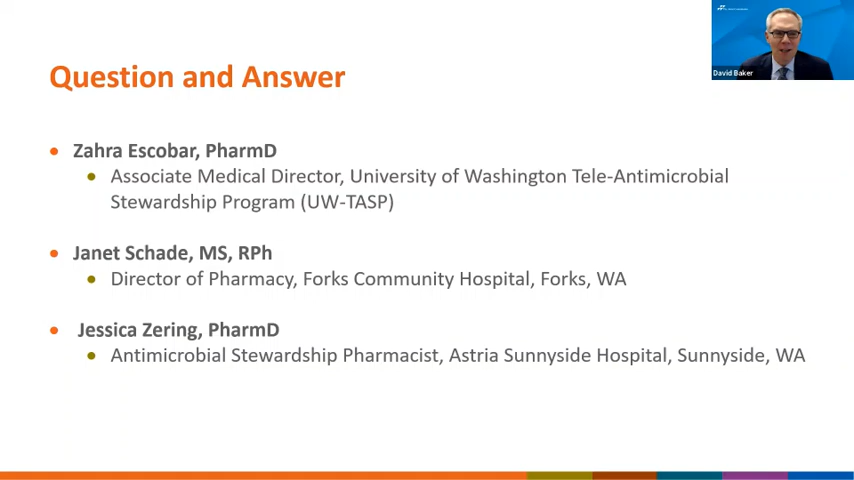 Question and Answer
David Baker
Zahra Escobar, PharmD
Associate Medical Director, University of Washington Tele-Antimicrobial
Stewardship Program (UW-TASP)
Janet Schade, MS, RPh
Director of Pharmacy, Forks Community Hospital, Forks, WA
Jessica Zering, PharmD
Antimicrobial Stewardship Pharmacist, Astria Sunnyside Hospital, Sunnyside, WA